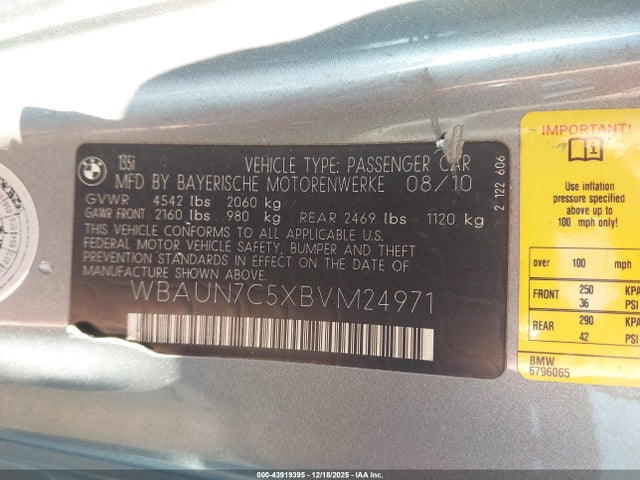 BMW
135i
VEHICLE TYPE: PASSENGER CAR
MFD BY BAYERISCHE MOTORENWERKE 08/10
GVWR 4542 lbs 2060 kg
GAWR FRONT 2160 lbs 980 kg REAR 2469 lbs 1120 kg
THIS VEHICLE CONFORMS TO ALL APPLICABLE U.S.
FEDERAL MOTOR VEHICLE SAFETY, BUMPER AND THEFT
PREVENTION STANDARDS IN EFFECT ON THE DATE OF
MANUFACTURE SHOWN ABOVE.
WBAUN7C5XBVM24971
2 122 606
IMPORTANT!
Use inflation
pressure specified
above if over
100 mph only!
over 100 mph
FRONT 250 KPA
36 PSI
REAR 290 KPA
42 PSI
BMW
6796065
000-43919395 - 12/18/2025 - IAA Corp.